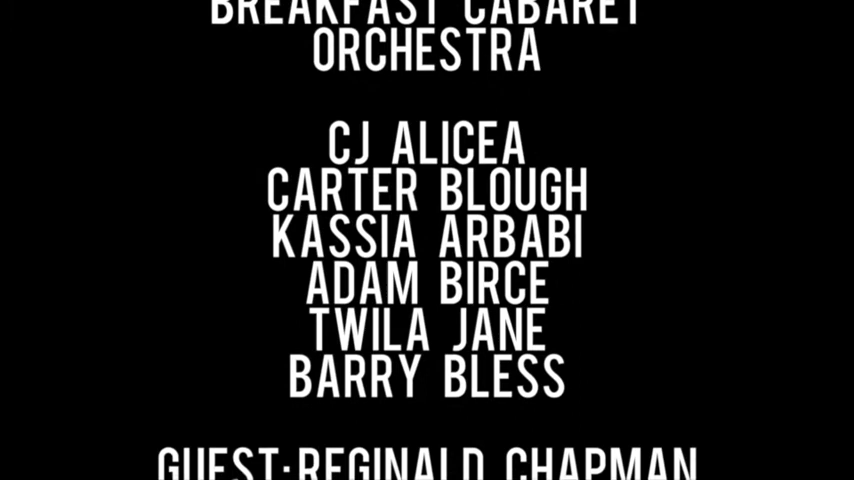 BREAKFAST CABARET
ORCHESTRA
CJ ALICEA
CARTER BLOUGH
KASSIA ARBABI
ADAM BIRCE
TWILA JANE
BARRY BLESS
GUEST: REGINALD CHAPMAN